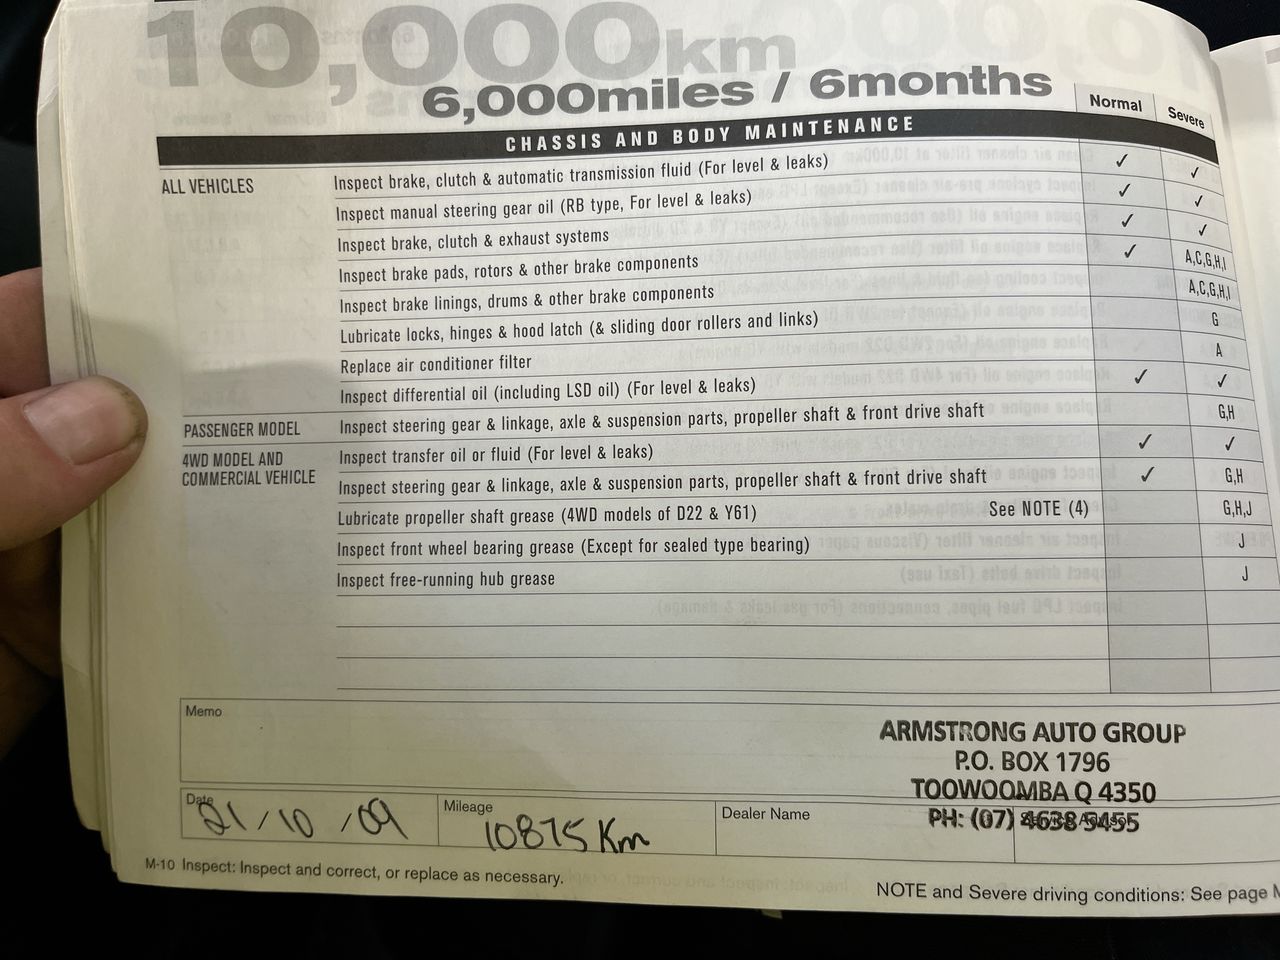 10,000km
6,000miles / 6months
Normal Severe
CHASSIS AND BODY MAINTENANCE
ALL VEHICLES Inspect brake, clutch & automatic transmission fluid (For level & leaks) ✓ ✓
Inspect manual steering gear oil (RB type, For level & leaks) ✓ ✓
Inspect brake, clutch & exhaust systems ✓ ✓
Inspect brake pads, rotors & other brake components ✓ A,C,G,H,I
Inspect brake linings, drums & other brake components A,C,G,H,I
Lubricate locks, hinges & hood latch (& sliding door rollers and links) G
Replace air conditioner filter A
Inspect differential oil (including LSD oil) (For level & leaks) ✓ ✓
PASSENGER MODEL Inspect steering gear & linkage, axle & suspension parts, propeller shaft & front drive shaft G,H
4WD MODEL AND Inspect transfer oil or fluid (For level & leaks) ✓ ✓
COMMERCIAL VEHICLE Inspect steering gear & linkage, axle & suspension parts, propeller shaft & front drive shaft ✓ G,H
Lubricate propeller shaft grease (4WD models of D22 & Y61) See NOTE (4) G,H,J
Inspect front wheel bearing grease (Except for sealed type bearing) J
Inspect free-running hub grease J
Memo
ARMSTRONG AUTO GROUP
P.O. BOX 1796
TOOWOOMBA Q 4350
PH: (07) 4638 5455
Date 21/10/09
Mileage 10875 Km
Dealer Name
M-10 Inspect: Inspect and correct, or replace as necessary.
NOTE and Severe driving conditions: See page M